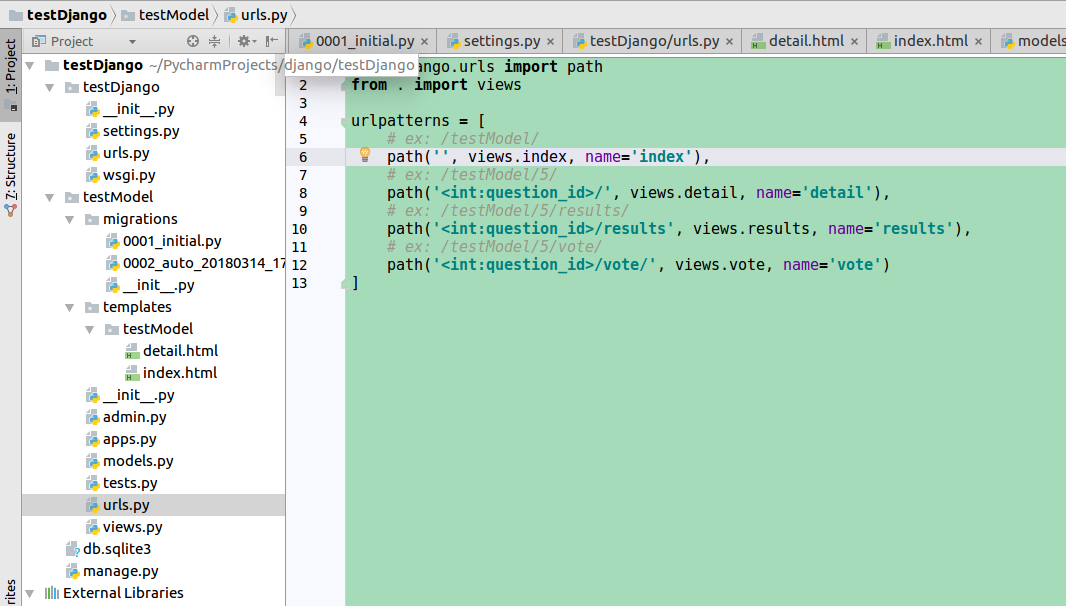 testDjango testModel urls.py
1: Project
7: Structure
rites
Project
testDjango ~/PycharmProjects/django/testDjango
testDjango
__init__.py
settings.py
urls.py
wsgi.py
testModel
migrations
0001_initial.py
0002_auto_20180314_17
__init__.py
templates
testModel
detail.html
index.html
__init__.py
admin.py
apps.py
models.py
tests.py
urls.py
views.py
db.sqlite3
manage.py
External Libraries
0001_initial.py × settings.py × testDjango/urls.py × detail.html × index.html × models
ngo.urls import path
2 from . import views
3
4 urlpatterns = [
5 # ex: /testModel/
6 path('', views.index, name='index'),
7 # ex: /testModel/5/
8 path('<int:question_id>/', views.detail, name='detail'),
9 # ex: /testModel/5/results/
10 path('<int:question_id>/results', views.results, name='results'),
11 # ex: /testModel/5/vote/
12 path('<int:question_id>/vote/', views.vote, name='vote')
13 ]